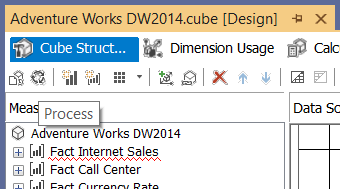 Adventure Works DW2014.cube [Design]
Cube Struct... Dimension Usage Calc
Meas Data So
Process
Adventure Works DW2014
Fact Internet Sales
Fact Call Center
Fact Currency Rate